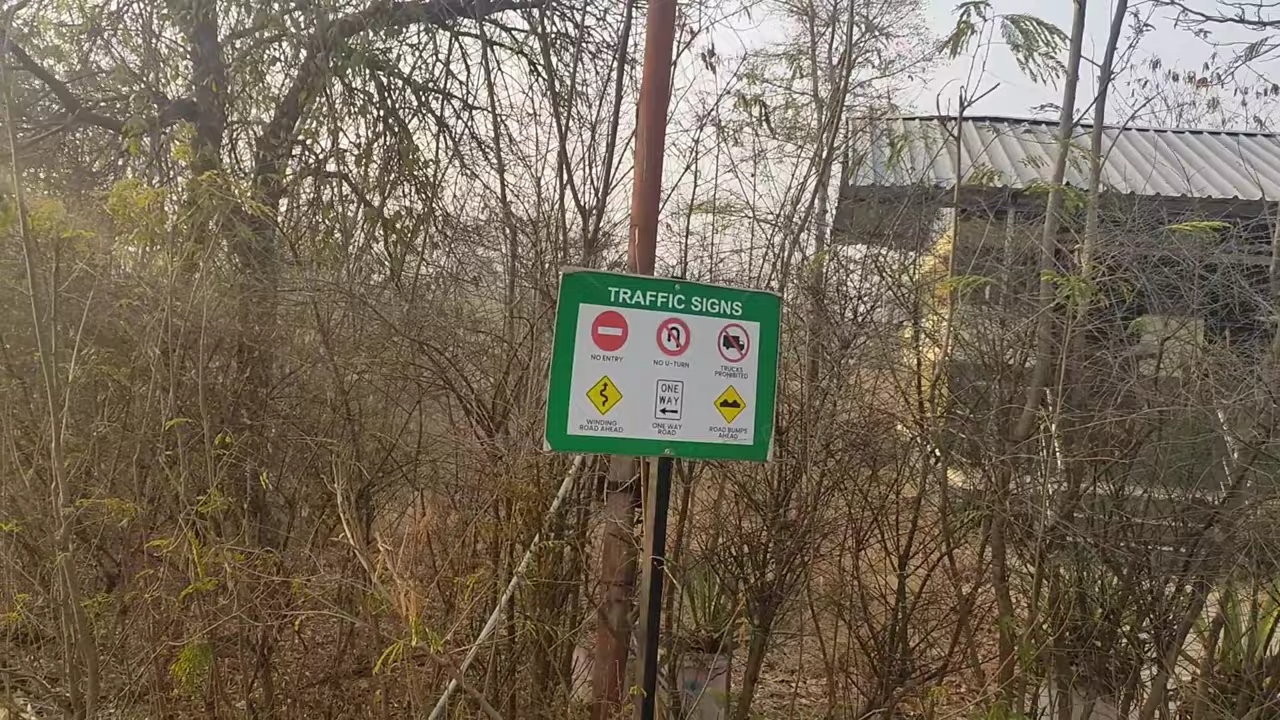 TRAFFIC SIGNS
NO ENTRY
NO U-TURN
TRUCKS
PROHIBITED
WINDING
ROAD AHEAD
ONE
WAY
ONE WAY
ROAD
ROAD BUMPS
AHEAD